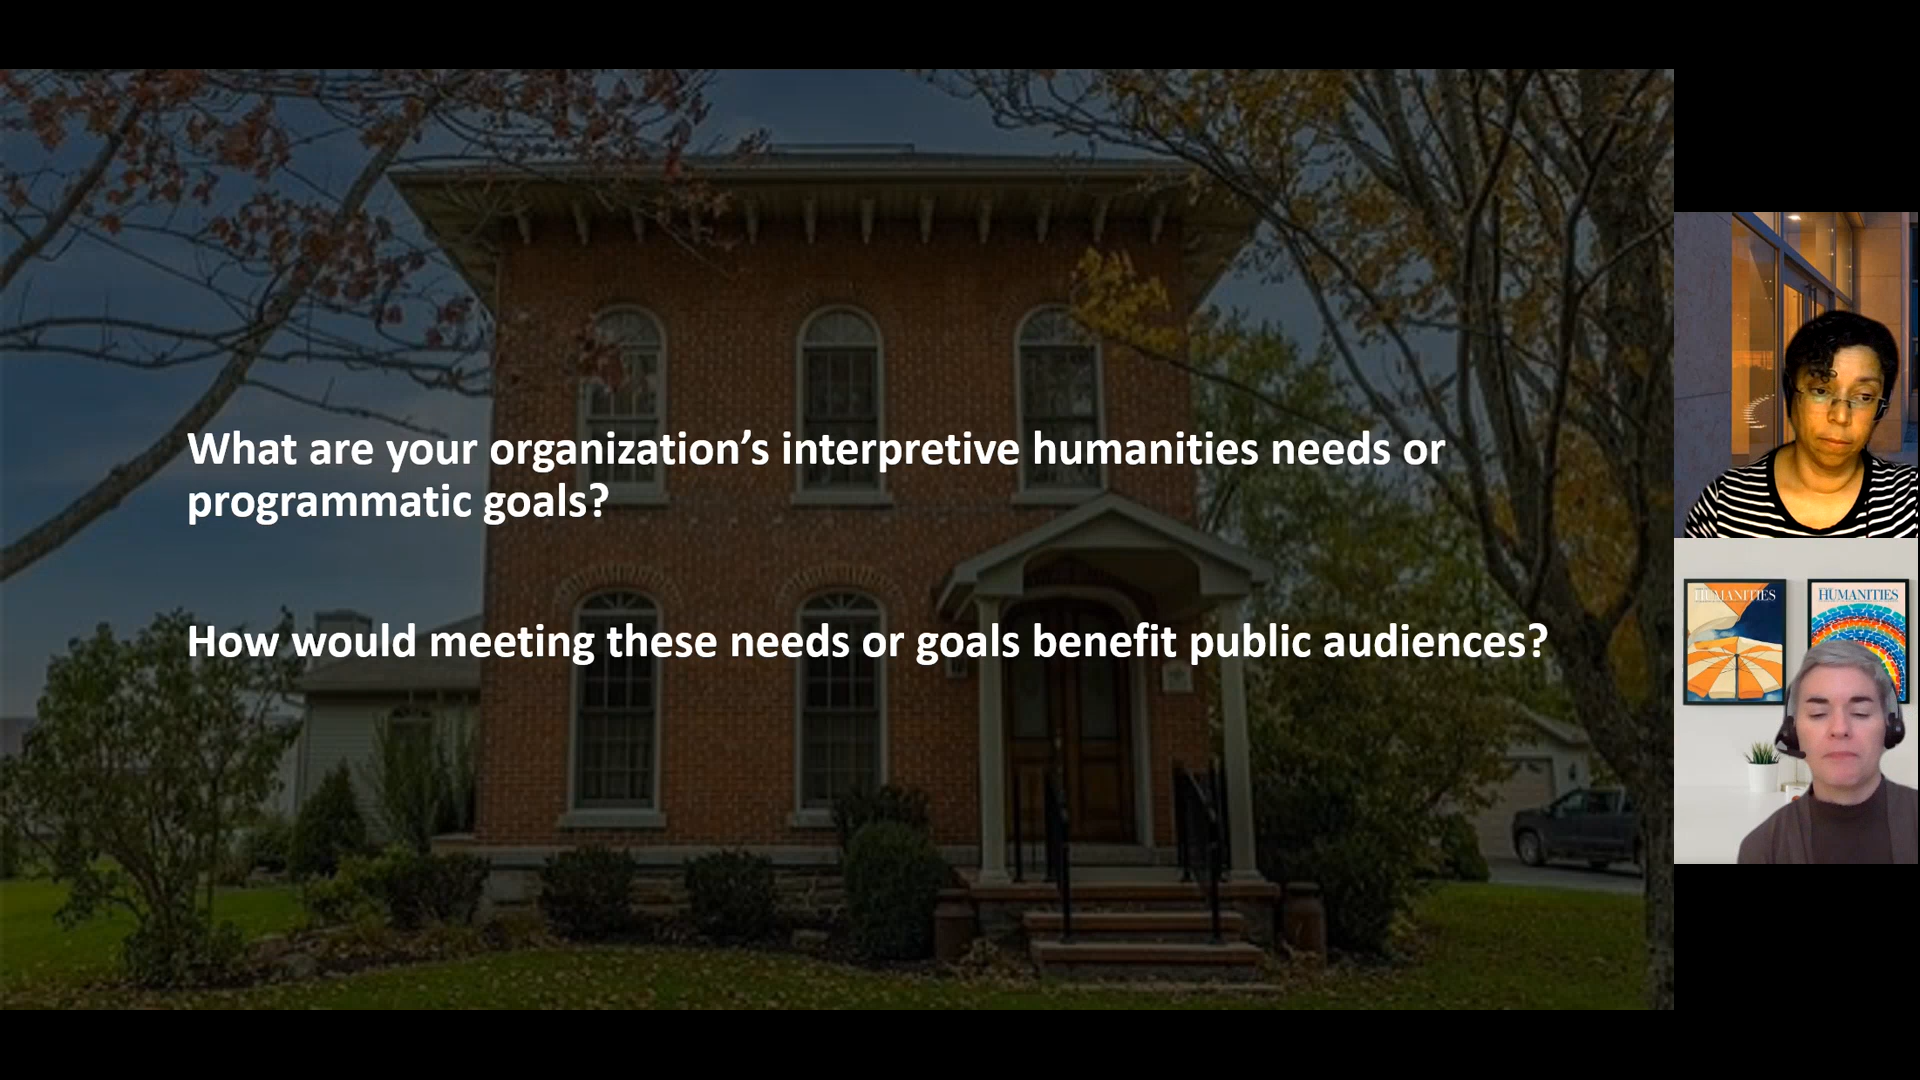 What are your organization’s interpretive humanities needs or
programmatic goals?
How would meeting these needs or goals benefit public audiences?
HUMANITIES
HUMANITIES